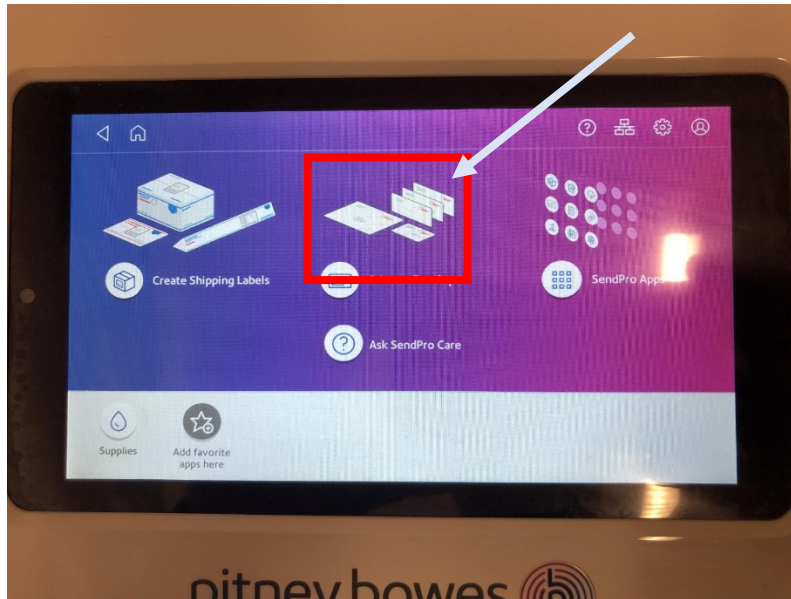 Create Shipping Labels
SendPro Apps
Ask SendPro Care
Supplies
Add favorite
apps here
pitney bowes